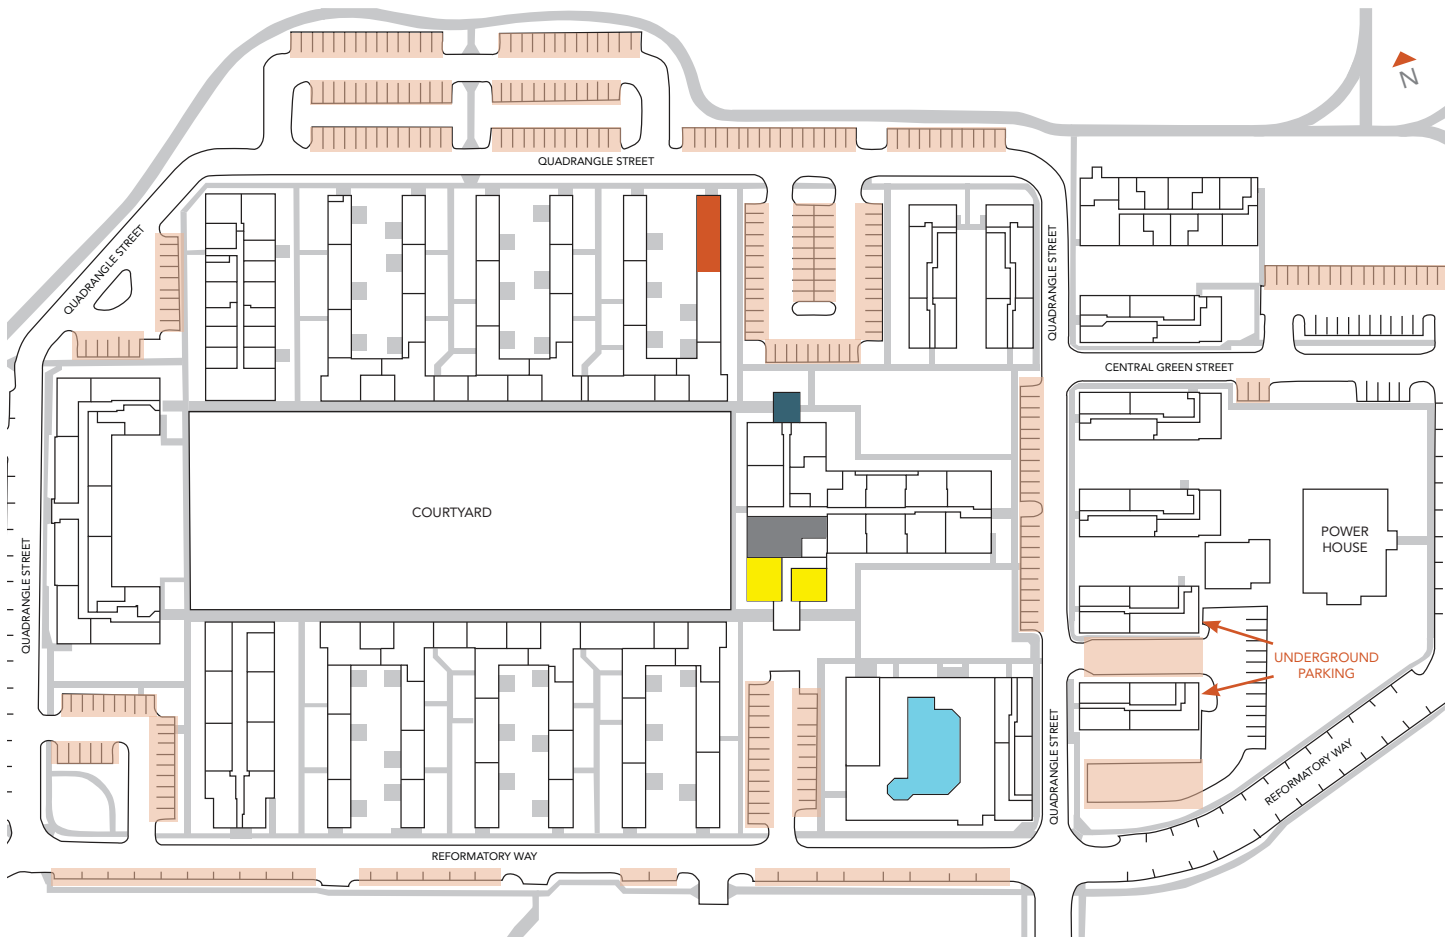 N
QUADRANGLE STREET
QUADRANGLE STREET
QUADRANGLE STREET
CENTRAL GREEN STREET
COURTYARD
POWER
HOUSE
QUADRANGLE STREET
UNDERGROUND
PARKING
QUADRANGLE STREET
REFORMATORY WAY
REFORMATORY WAY